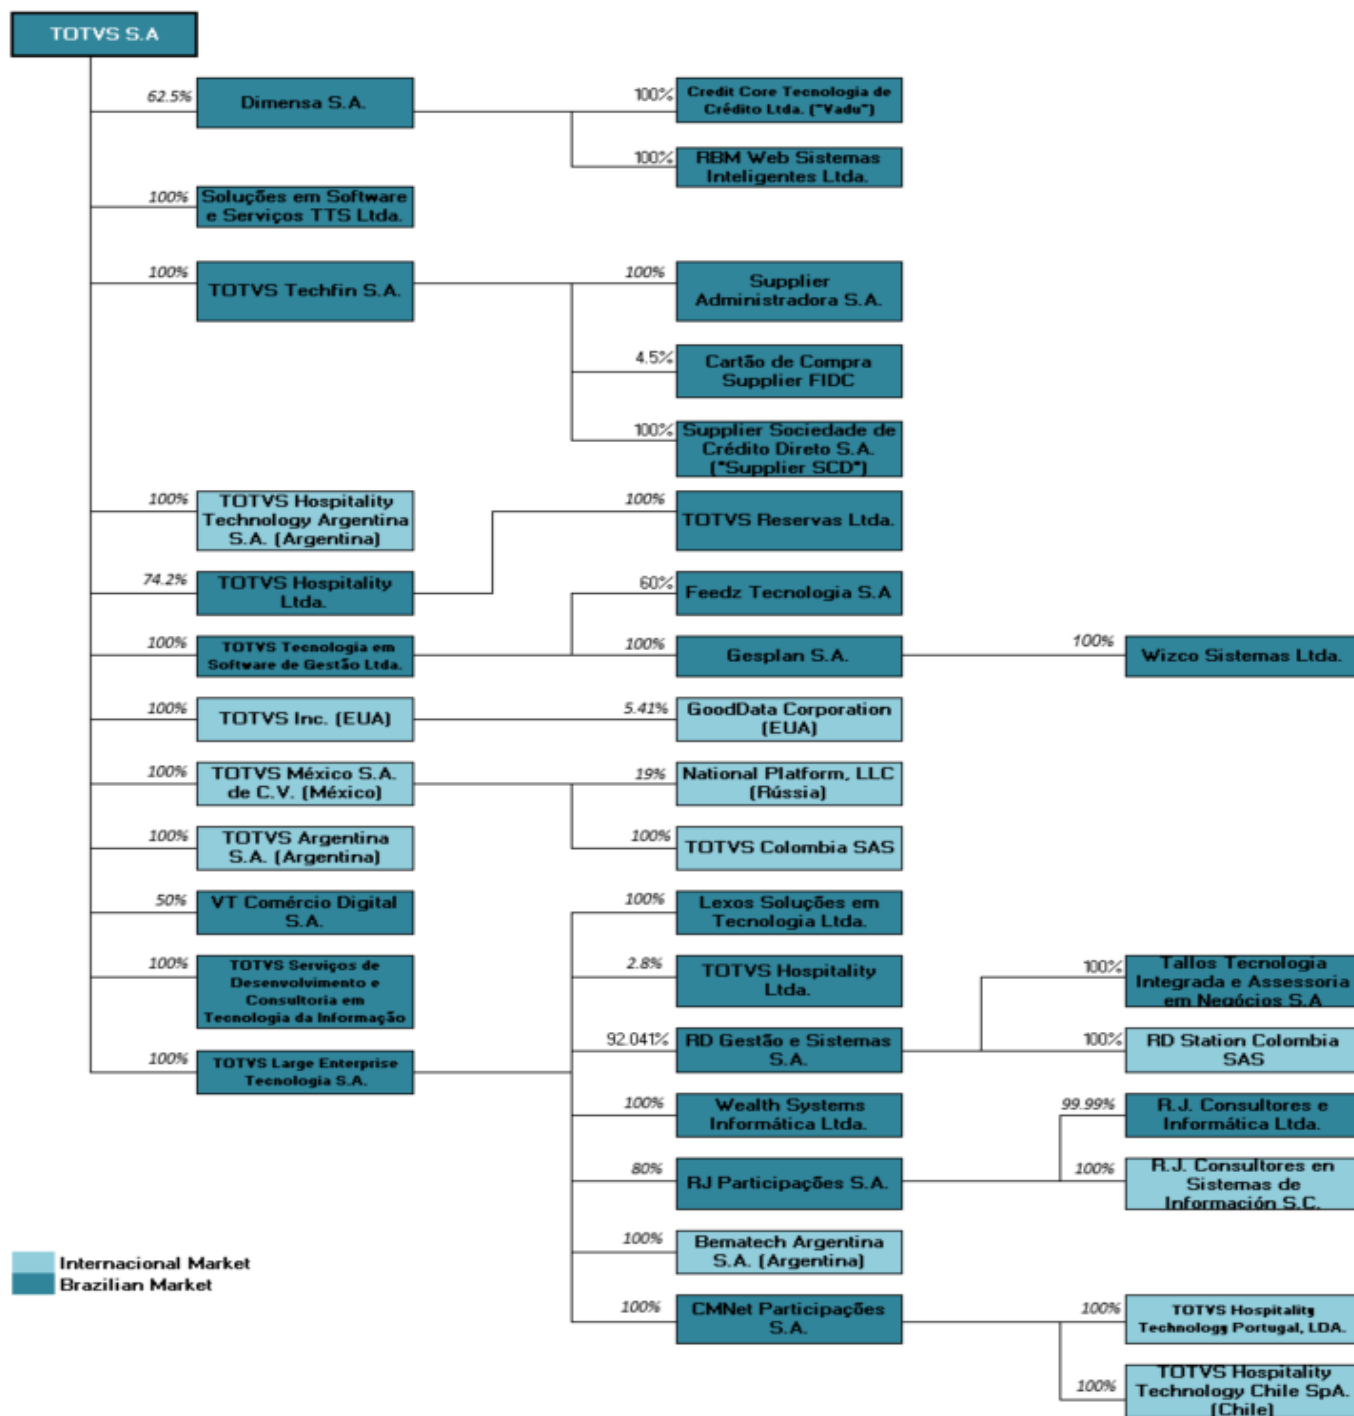 TOTVS S.A
62.5%
Dimensa S.A.
100%
Credit Core Tecnologia de
Crédito Ltda. ("Vadu")
100%
RBM Web Sistemas
Inteligentes Ltda.
100%
Soluções em Software
e Serviços TTS Ltda.
100%
TOTVS Techfin S.A.
100%
Supplier
Administradora S.A.
4.5%
Cartão de Compra
Supplier FIDC
100%
Supplier Sociedade de
Crédito Direto S.A.
("Supplier SCD")
100%
TOTVS Hospitality
Technology Argentina
S.A. (Argentina)
100%
TOTVS Reservas Ltda.
74.2%
TOTVS Hospitality
Ltda.
60%
Feedz Tecnologia S.A
100%
TOTVS Tecnologia em
Software de Gestão Ltda.
100%
Gesplan S.A.
100%
Wizco Sistemas Ltda.
100%
TOTVS Inc. (EUA)
5.41%
GoodData Corporation
(EUA)
100%
TOTVS México S.A.
de C.V. (México)
19%
National Platform, LLC
(Rússia)
100%
TOTVS Argentina
S.A. (Argentina)
100%
TOTVS Colombia SAS
50%
VT Comércio Digital
S.A.
100%
Lexos Soluções em
Tecnologia Ltda.
100%
TOTVS Serviços de
Desenvolvimento e
Consultoria em
Tecnologia da Informação
2.8%
TOTVS Hospitality
Ltda.
100%
Tallos Tecnologia
Integrada e Assessoria
em Negócios S.A
100%
TOTVS Large Enterprise
Tecnologia S.A.
92.041%
RD Gestão e Sistemas
S.A.
100%
RD Station Colombia
SAS
100%
Wealth Systems
Informática Ltda.
99.99%
R.J. Consultores e
Informática Ltda.
80%
RJ Participações S.A.
100%
R.J. Consultores en
Sistemas de
Información S.C.
100%
Bematech Argentina
S.A. (Argentina)
Internacional Market
Brazilian Market
100%
CMNet Participações
S.A.
100%
TOTVS Hospitality
Technology Portugal, LDA.
100%
TOTVS Hospitality
Technology Chile SpA.
(Chile)